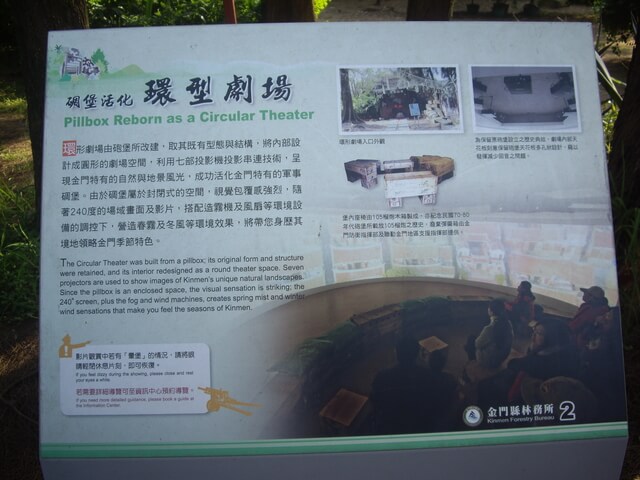 碉堡活化 環型劇場
Pillbox Reborn as a Circular Theater
環形劇場由砲堡所改建，取其既有型態與結構，將內部設
計成圓形的劇場空間，利用七部投影機投影串連技術，呈
現金門特有的自然與地景風光，成功活化金門特有的軍事
碉堡。由於碉堡屬於封閉式的空間，視覺包覆感強烈，隨
著240度的場域畫面及影片，搭配造霧機及風扇等環境設
備的調控下，營造春霧及冬風等環境效果，將帶您身歷其
境地領略金門季節特色。
The Circular Theater was built from a pillbox; its original form and structure
were retained, and its interior redesigned as a round theater space. Seven
projectors are used to show images of Kinmen's unique natural landscapes.
Since the pillbox is an enclosed space, the visual sensation is striking; the
240° screen, plus the fog and wind machines, creates spring mist and winter
wind sensations that make you feel the seasons of Kinmen.
影片觀賞中若有「暈堡」的情況，請將眼
睛輕閉休息片刻，即可恢復。
If you feel dizzy during the showing, please close and rest
your eyes a while.
若需要詳細導覽可至資訊中心預約導覽。
If you need more detailed guidance, please book a guide at
the Information Center.
環形劇場入口外觀
金門縣林務所 2
Kinmen Forestry Bureau